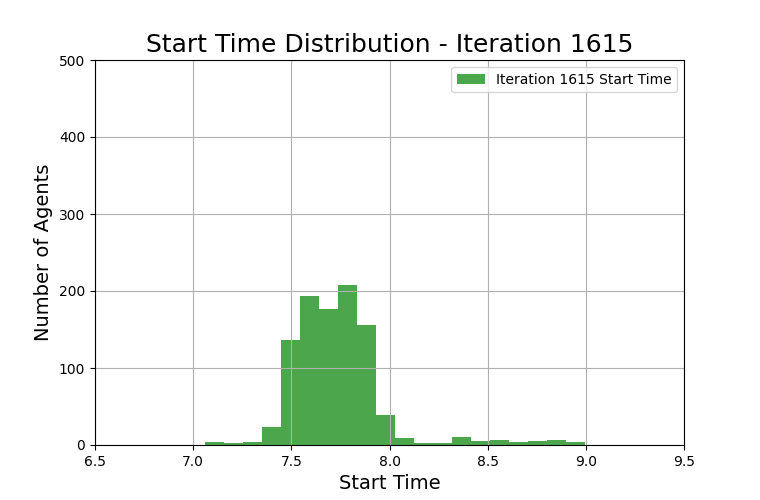 Start Time Distribution - Iteration 1615
Iteration 1615 Start Time
500
400
300
200
100
0
Number of Agents
6.5 7.0 7.5 8.0 8.5 9.0 9.5
Start Time